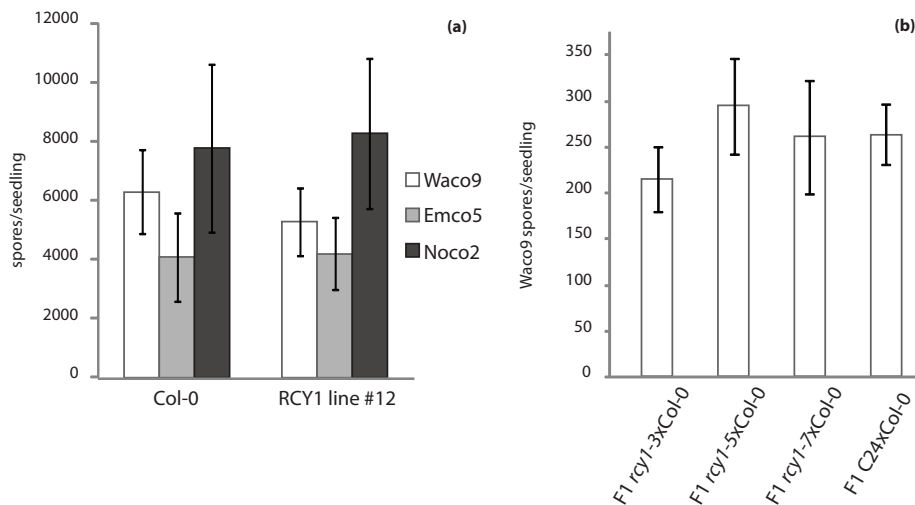 (a)
spores/seedling
12000
10000
8000
6000
4000
2000
0
Col-0
RCY1 line #12
Waco9
Emco5
Noco2
(b)
Waco9 spores/seedling
350
300
250
200
150
100
50
0
F1 rcy1-3xCol-0
F1 rcy1-5xCol-0
F1 rcy1-7xCol-0
F1 C24xCol-0